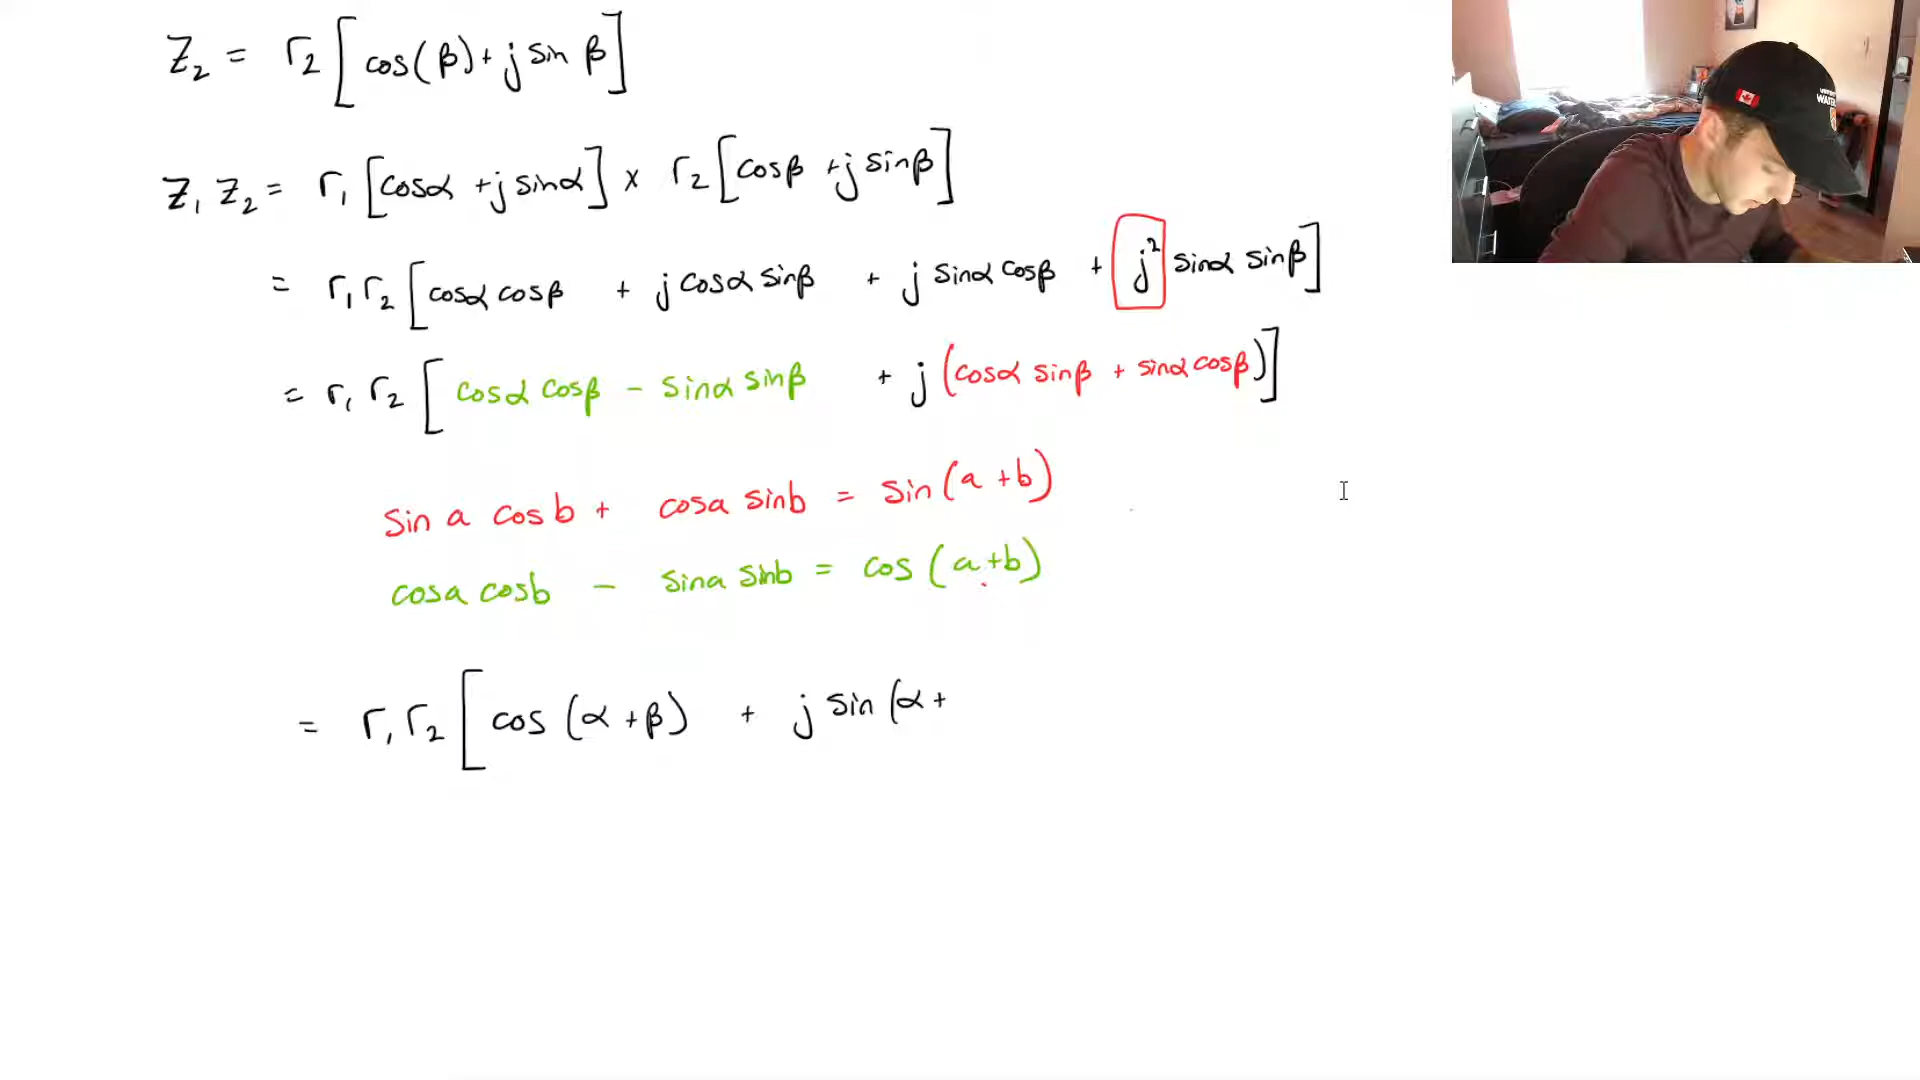 Z₂ = r₂ [cos(β) + j sin β]
Z₁ Z₂ = r₁ [cosα + j sinα] x r₂ [cosβ + j sinβ]
= r₁ r₂ [cosα cosβ + j cosα sinβ + j sinα cosβ + j² sinα sinβ]
= r₁ r₂ [cosα cosβ - sinα sinβ + j (cosα sinβ + sinα cosβ)]
sin a cos b + cosa sinb = sin (a + b)
cosa cosb - sina sinb = cos (a + b)
= r₁ r₂ [cos (α + β) + j sin (α +